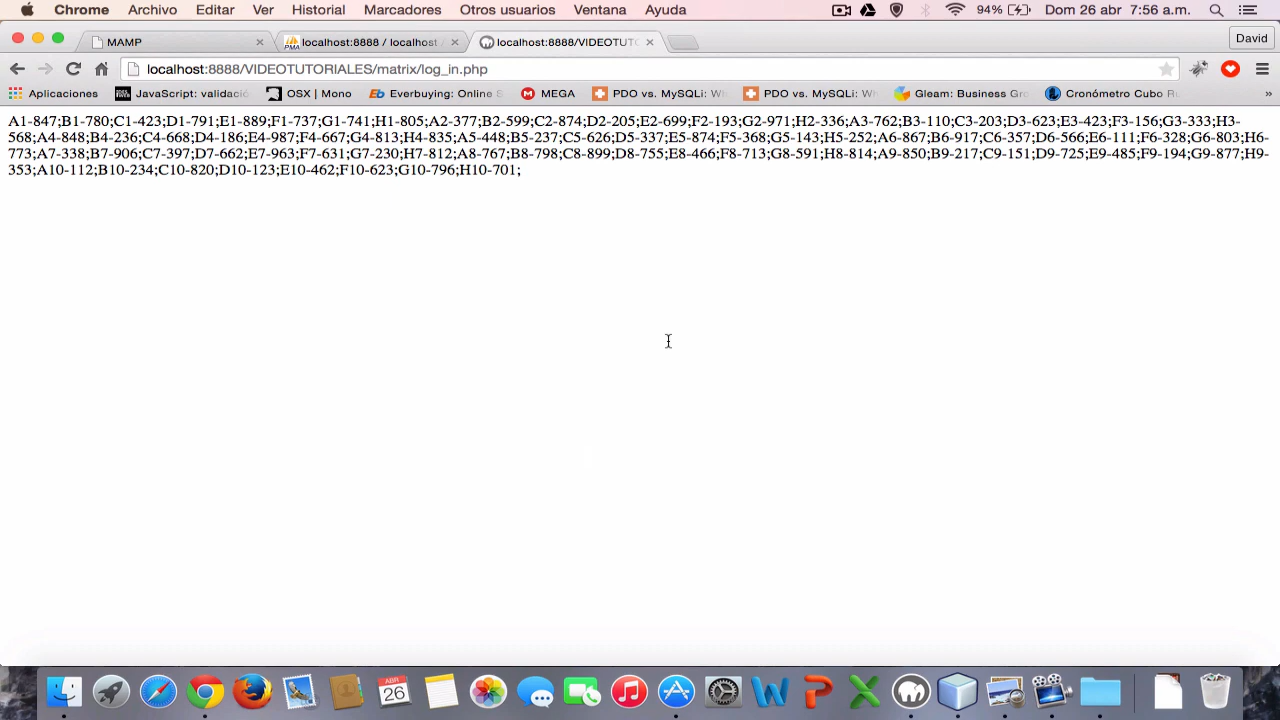 Chrome Archivo Editar Ver Historial Marcadores Otros usuarios Ventana Ayuda 94% Dom 26 abr 7:56 a.m.
MAMP localhost:8888 / localhost localhost:8888/VIDEOTUTO David
localhost:8888/VIDEOTUTORIALES/matrix/log_in.php
Aplicaciones JavaScript: validació OSX | Mono Everbuying: Online S MEGA PDO vs. MySQLi: Wh PDO vs. MySQLi: Wh Gleam: Business Gro Cronómetro Cubo Ru »
A1-847;B1-780;C1-423;D1-791;E1-889;F1-737;G1-741;H1-805;A2-377;B2-599;C2-874;D2-205;E2-699;F2-193;G2-971;H2-336;A3-762;B3-110;C3-203;D3-623;E3-423;F3-156;G3-333;H3-
568;A4-848;B4-236;C4-668;D4-186;E4-987;F4-667;G4-813;H4-835;A5-448;B5-237;C5-626;D5-337;E5-874;F5-368;G5-143;H5-252;A6-867;B6-917;C6-357;D6-566;E6-111;F6-328;G6-803;H6-
773;A7-338;B7-906;C7-397;D7-662;E7-963;F7-631;G7-230;H7-812;A8-767;B8-798;C8-899;D8-755;E8-466;F8-713;G8-591;H8-814;A9-850;B9-217;C9-151;D9-725;E9-485;F9-194;G9-877;H9-
353;A10-112;B10-234;C10-820;D10-123;E10-462;F10-623;G10-796;H10-701;
ABR
26